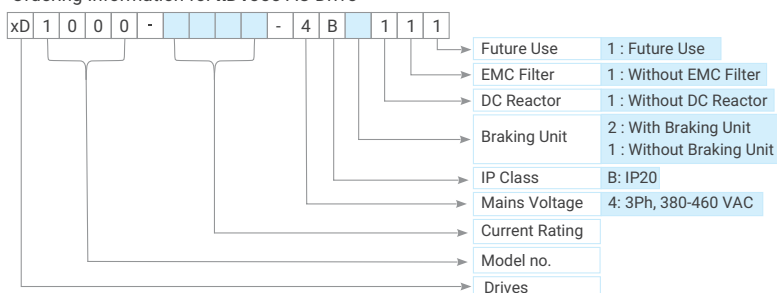 xD 1 0 0 0 - - 4 B 1 1 1
Future Use 1 : Future Use
EMC Filter 1 : Without EMC Filter
DC Reactor 1 : Without DC Reactor
Braking Unit 2 : With Braking Unit
1 : Without Braking Unit
IP Class B: IP20
Mains Voltage 4: 3Ph, 380-460 VAC
Current Rating
Model no.
Drives